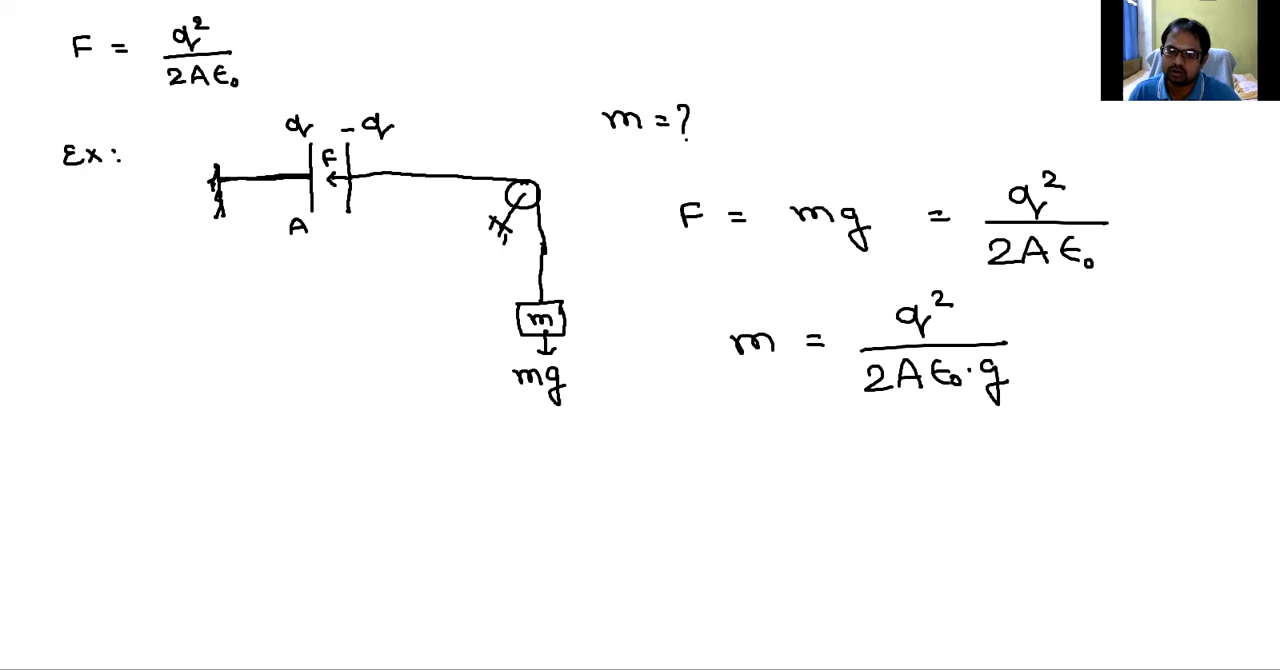 F = q²/2Aϵ₀
Ex:
q -q
F
A
m
mg
m = ?
F = mg = q²/2Aϵ₀
m = q²/2Aϵ₀·g